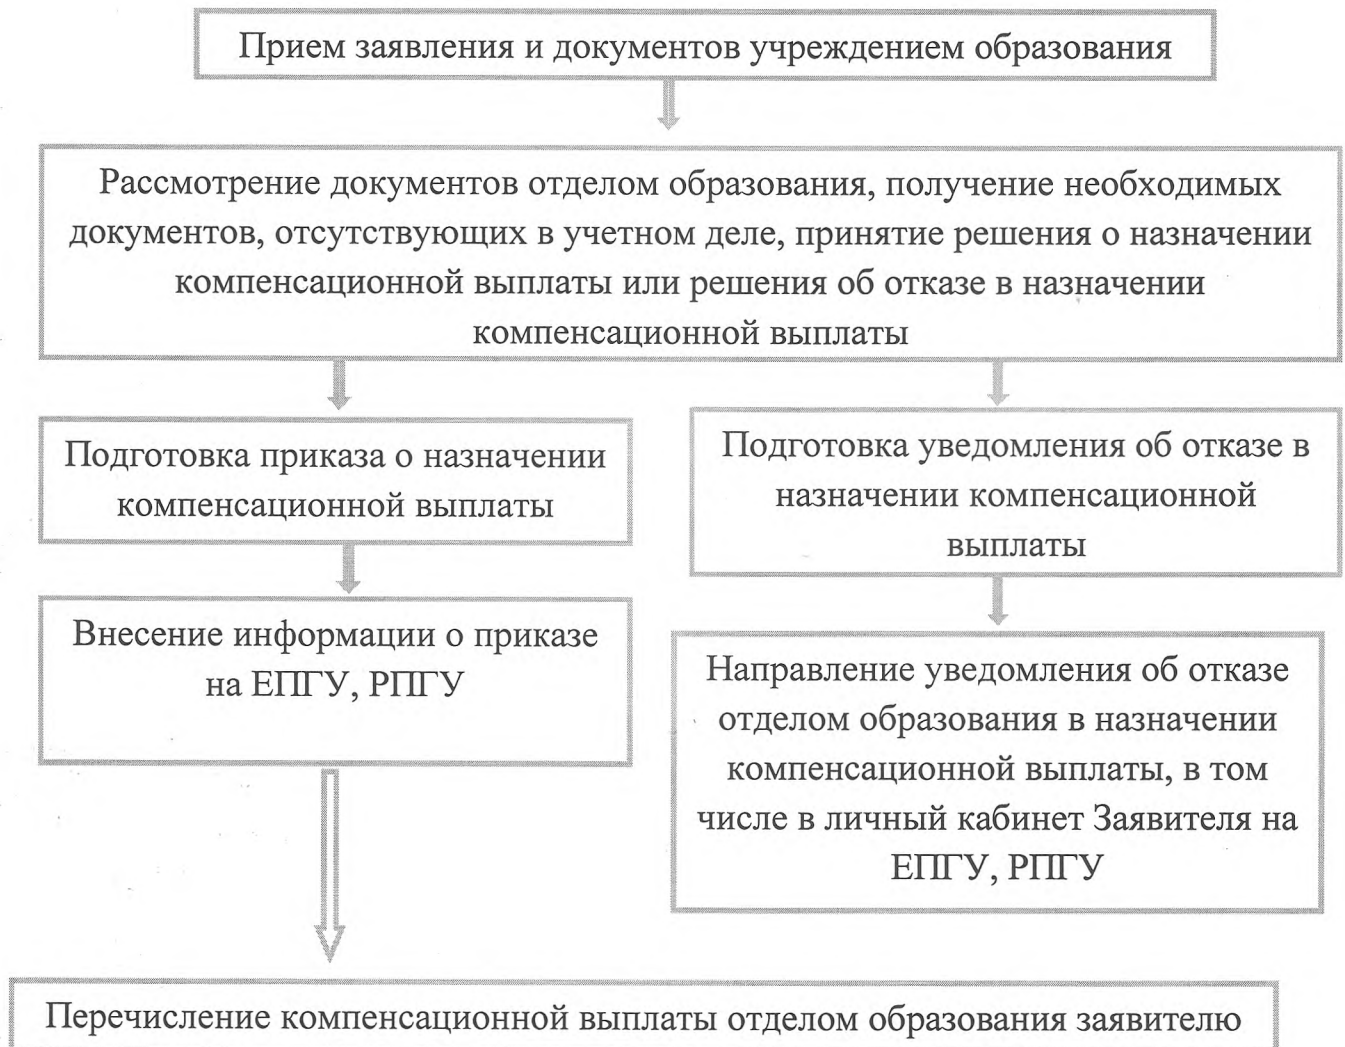 Прием заявления и документов учреждением образования
Рассмотрение документов отделом образования, получение необходимых
документов, отсутствующих в учетном деле, принятие решения о назначении
компенсационной выплаты или решения об отказе в назначении
компенсационной выплаты
Подготовка приказа о назначении
компенсационной выплаты
Внесение информации о приказе
на ЕПГУ, РПГУ
Подготовка уведомления об отказе в
назначении компенсационной
выплаты
Направление уведомления об отказе
отделом образования в назначении
компенсационной выплаты, в том
числе в личный кабинет Заявителя на
ЕПГУ, РПГУ
Перечисление компенсационной выплаты отделом образования заявителю